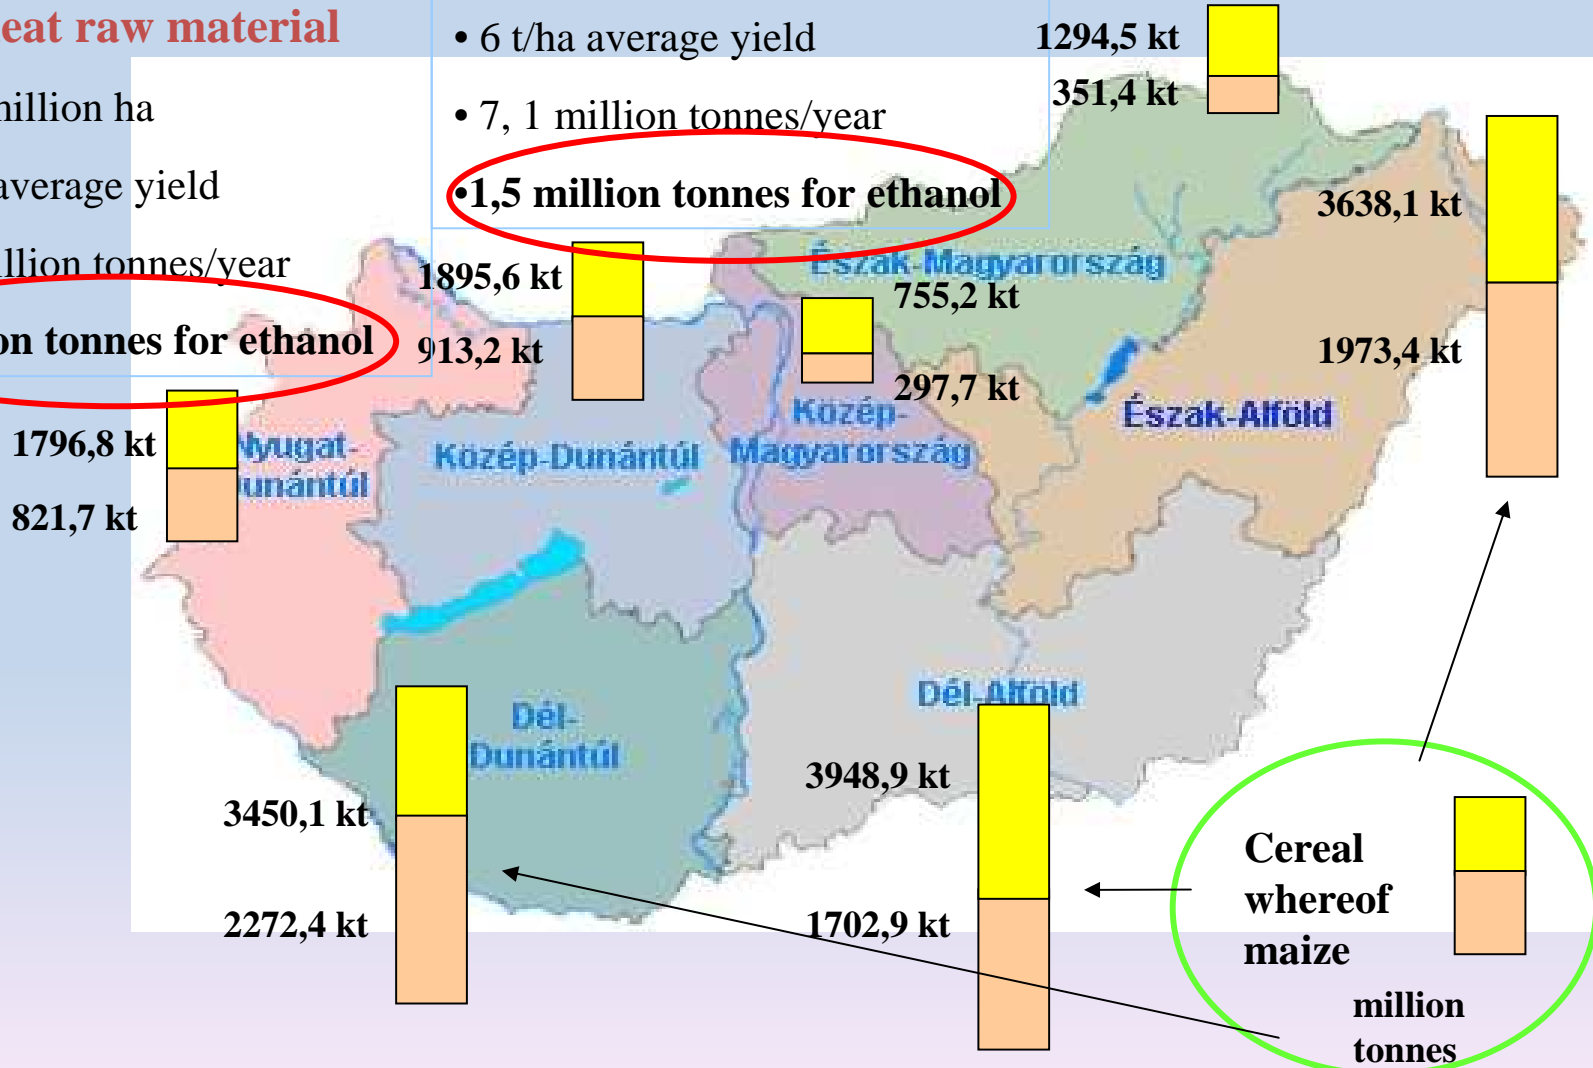 eat raw material
million ha
average yield
illion tonnes/year
on tonnes for ethanol
• 6 t/ha average yield
• 7, 1 million tonnes/year
•1,5 million tonnes for ethanol
1294,5 kt
351,4 kt
3638,1 kt
1973,4 kt
1895,6 kt
913,2 kt
755,2 kt
297,7 kt
1796,8 kt
821,7 kt
Észak-Magyarország
Észak-Alföld
Közép-
Magyarország
Közép-Dunántúl
Nyugat-
unántúl
Dél-
Dunántúl
Dél-Alföld
3450,1 kt
2272,4 kt
3948,9 kt
1702,9 kt
Cereal
whereof
maize
million
tonnes